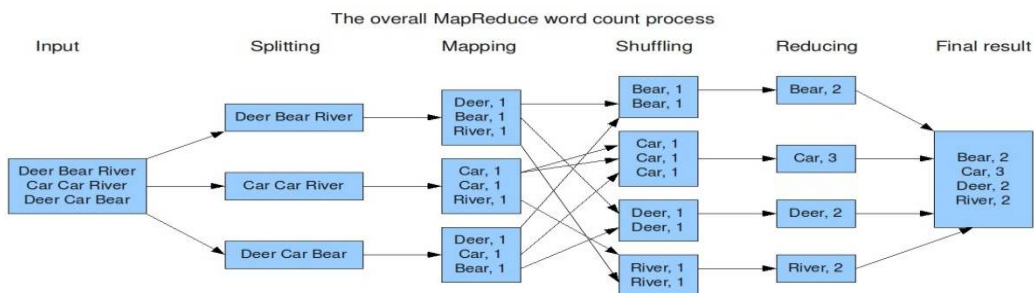 The overall MapReduce word count process
Input
Splitting
Mapping
Shuffling
Reducing
Final result
Deer Bear River
Car Car River
Deer Car Bear
Deer Bear River
Car Car River
Deer Car Bear
Deer, 1
Bear, 1
River, 1
Car, 1
Car, 1
River, 1
Deer, 1
Car, 1
Bear, 1
Bear, 1
Bear, 1
Car, 1
Car, 1
Car, 1
Deer, 1
Deer, 1
River, 1
River, 1
Bear, 2
Car, 3
Deer, 2
River, 2
Bear, 2
Car, 3
Deer, 2
River, 2